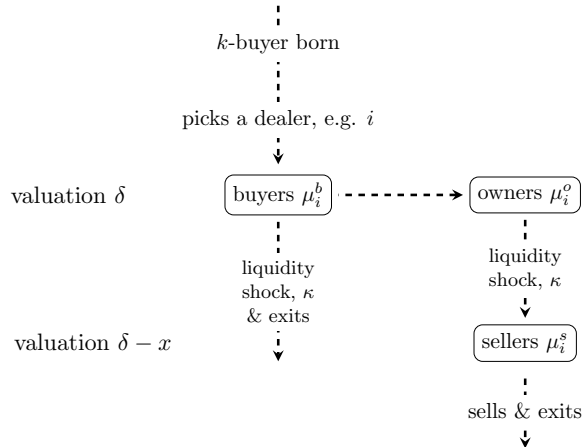 k-buyer born
picks a dealer, e.g. i
valuation δ
buyers μ_i^b
owners μ_i^o
liquidity
shock, κ
& exits
liquidity
shock, κ
valuation δ − x
sellers μ_i^s
sells & exits